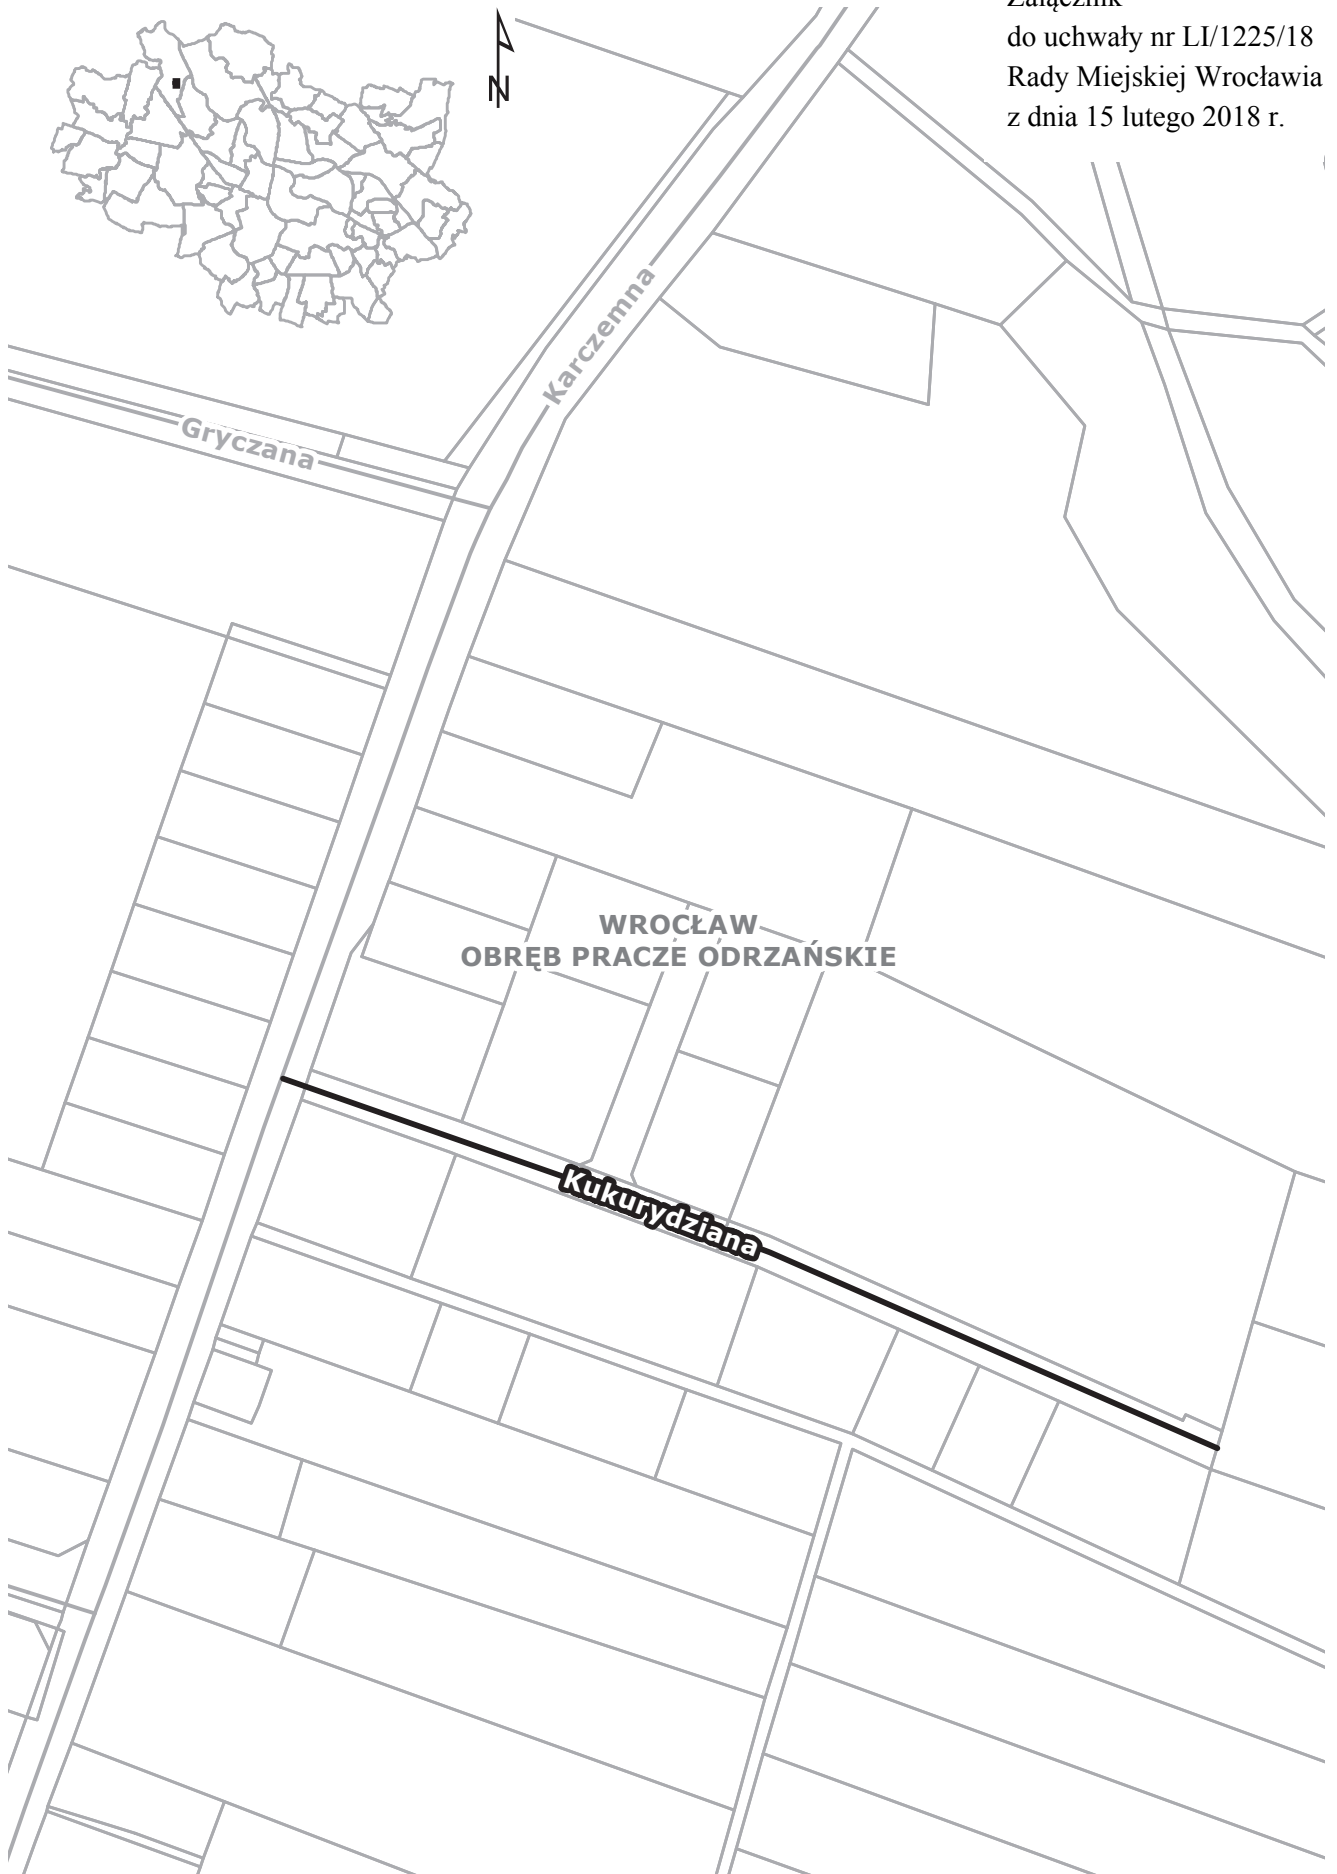 Załącznik
do uchwały nr LI/1225/18
Rady Miejskiej Wrocławia
z dnia 15 lutego 2018 r.
N
Karczemna
Gryczana
WROCŁAW
OBRĘB PRACZE ODRZAŃSKIE
Kukurydziana